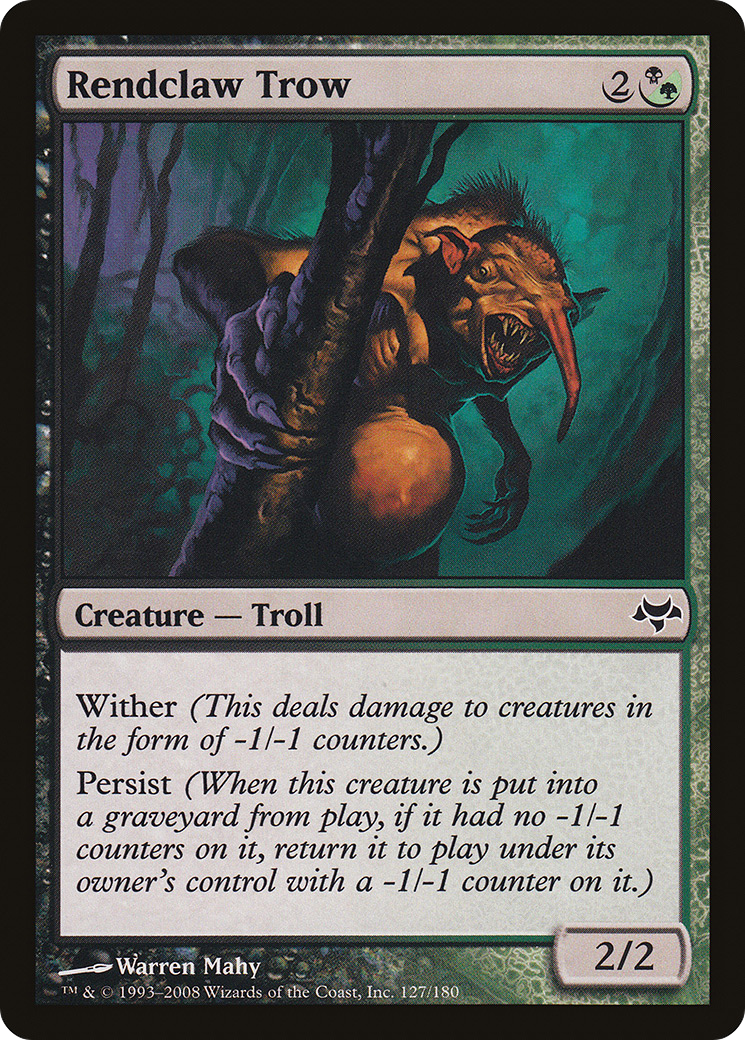 Rendclaw Trow 2
Creature — Troll
Wither (This deals damage to creatures in
the form of -1/-1 counters.)
Persist (When this creature is put into
a graveyard from play, if it had no -1/-1
counters on it, return it to play under its
owner's control with a -1/-1 counter on it.)
2/2
Warren Mahy
™ & © 1993–2008 Wizards of the Coast, Inc. 127/180